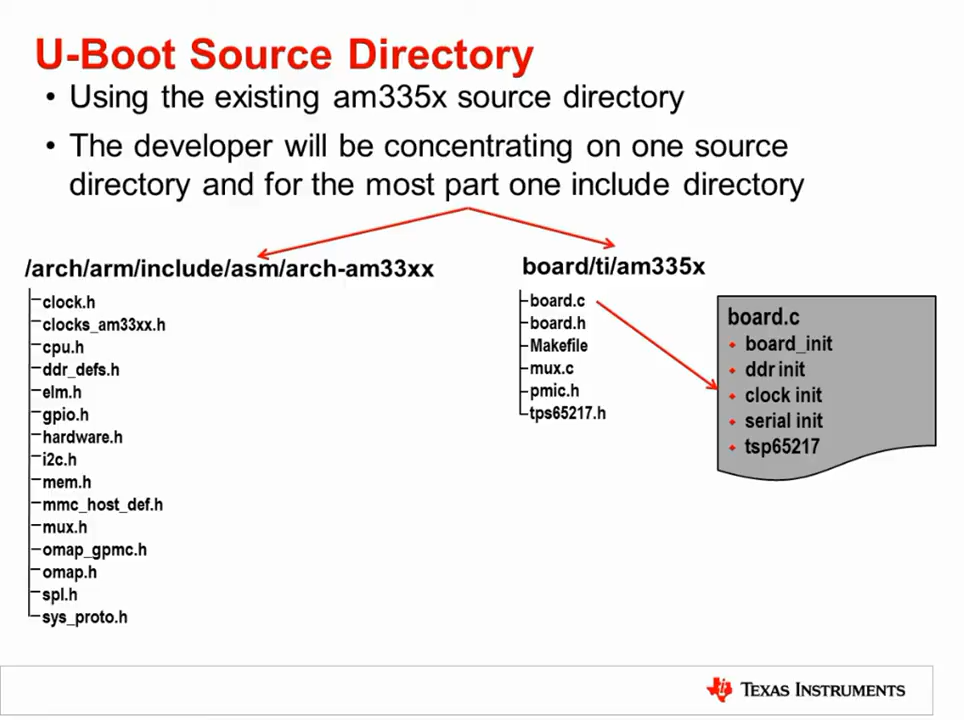 U-Boot Source Directory
• Using the existing am335x source directory
• The developer will be concentrating on one source
directory and for the most part one include directory
/arch/arm/include/asm/arch-am33xx
clock.h
clocks_am33xx.h
cpu.h
ddr_defs.h
elm.h
gpio.h
hardware.h
i2c.h
mem.h
mmc_host_def.h
mux.h
omap_gpmc.h
omap.h
spl.h
sys_proto.h
board/ti/am335x
board.c
board.h
Makefile
mux.c
pmic.h
tps65217.h
board.c
board_init
ddr init
clock init
serial init
tsp65217
TEXAS INSTRUMENTS